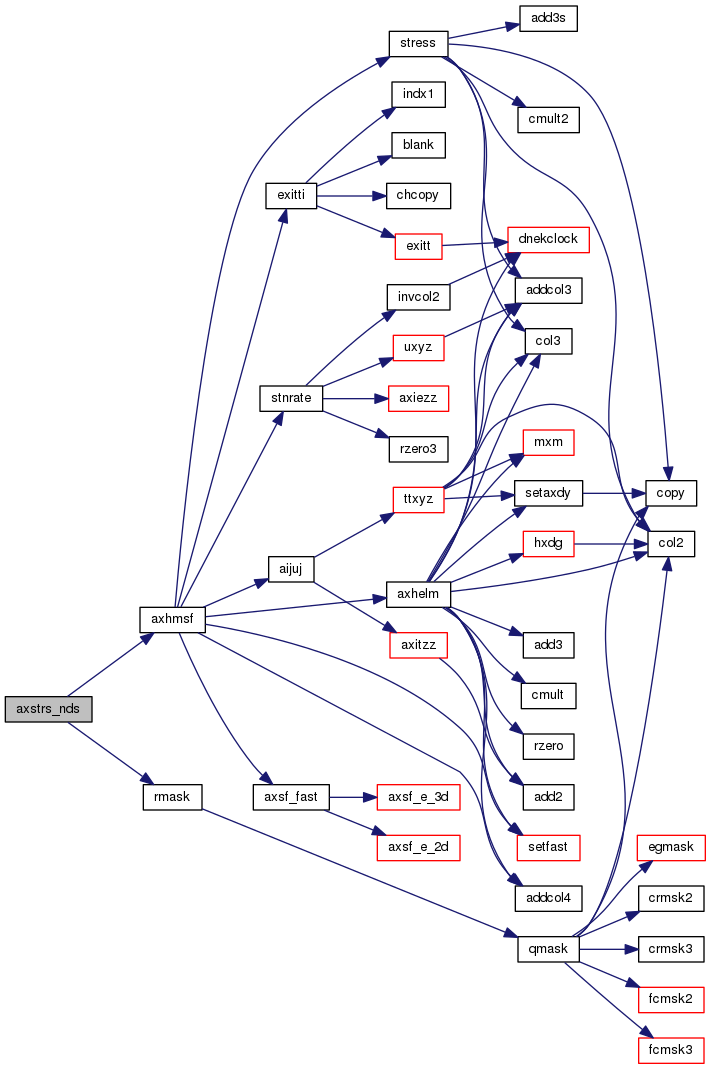 add3s
stress
indx1
cmult2
blank
exitti
chcopy
exitt
dnekclock
invcol2
addcol3
uxyz
col3
stnrate
axiezz
rzero3
mxm
ttxyz
setaxdy
copy
hxdg
col2
aijuj
axhelm
axhmsf
axitzz
add3
cmult
axstrs_nds
rzero
rmask
axsf_fast
axsf_e_3d
add2
axsf_e_2d
setfast
egmask
addcol4
crmsk2
qmask
crmsk3
fcmsk2
fcmsk3